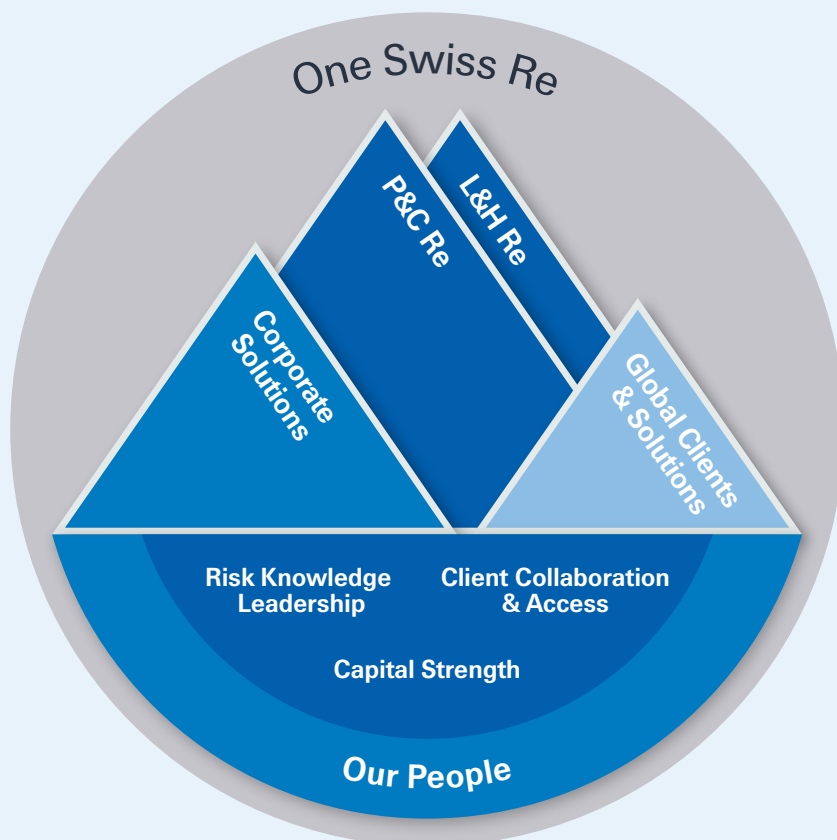 One Swiss Re
P&C Re
L&H Re
Corporate
Solutions
Global Clients
& Solutions
Risk Knowledge
Leadership
Client Collaboration
& Access
Capital Strength
Our People